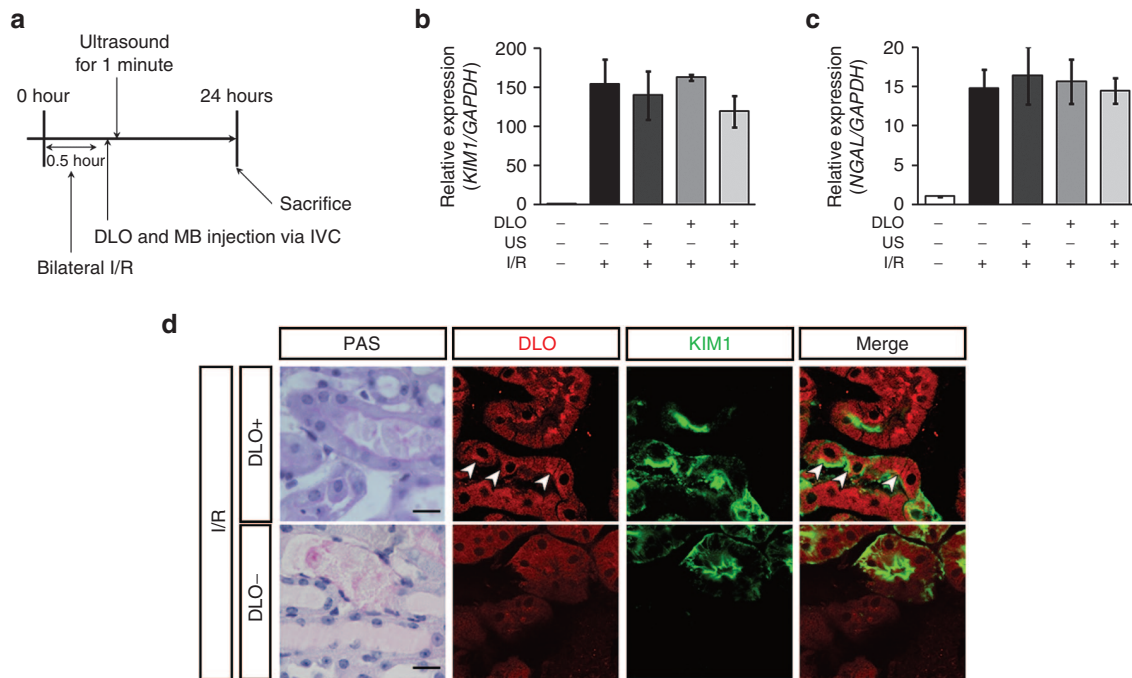 a
Ultrasound
for 1 minute
0 hour
24 hours
0.5 hour
Sacrifice
DLO and MB injection via IVC
Bilateral I/R
b
Relative expression
(KIM1/GAPDH)
200
150
100
50
0
DLO − − − + +
US − − + − +
I/R − + + + +
c
Relative expression
(NGAL/GAPDH)
20
15
10
5
0
DLO − − − + +
US − − + − +
I/R − + + + +
d
PAS DLO KIM1 Merge
I/R
DLO+
DLO−